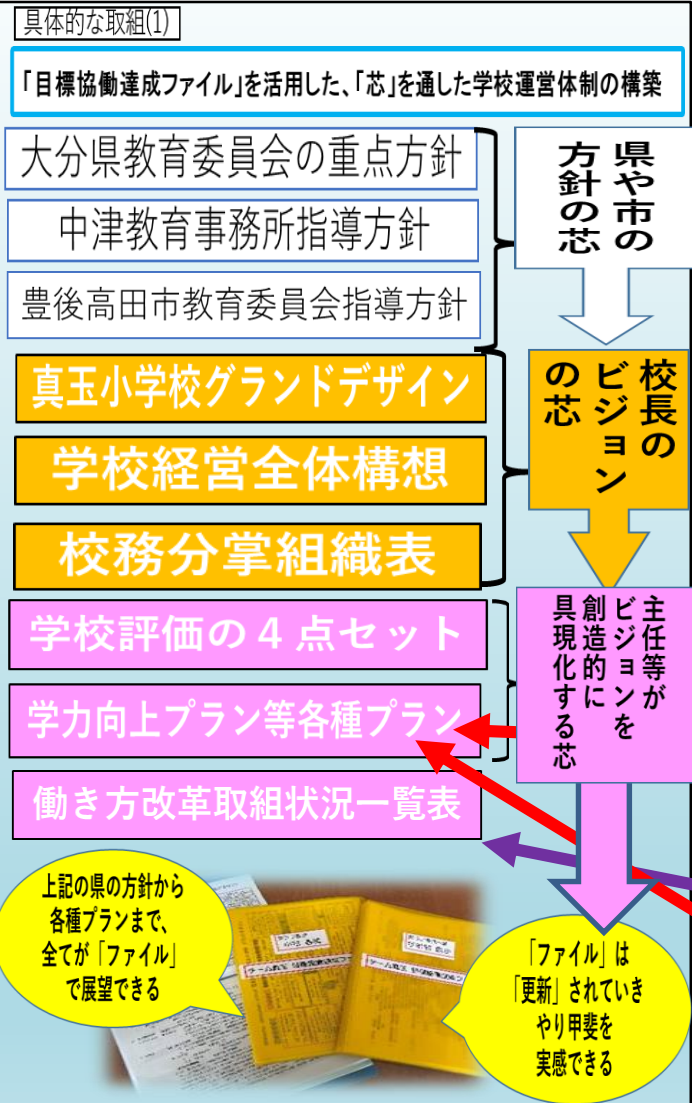 具体的な取組(1)
「目標協働達成ファイル」を活用した、「芯」を通した学校運営体制の構築
大分県教育委員会の重点方針
中津教育事務所指導方針
豊後高田市教育委員会指導方針
県や市の
方針の芯
真玉小学校グランドデザイン
学校経営全体構想
校務分掌組織表
校長の
ビジョン
の芯
学校評価の４点セット
学力向上プラン等各種プラン
働き方改革取組状況一覧表
主任等が
ビジョンを
創造的に
具現化する芯
上記の県の方針から
各種プランまで、
全てが「ファイル」
で展望できる
「ファイル」は
「更新」されていき
やり甲斐を
実感できる